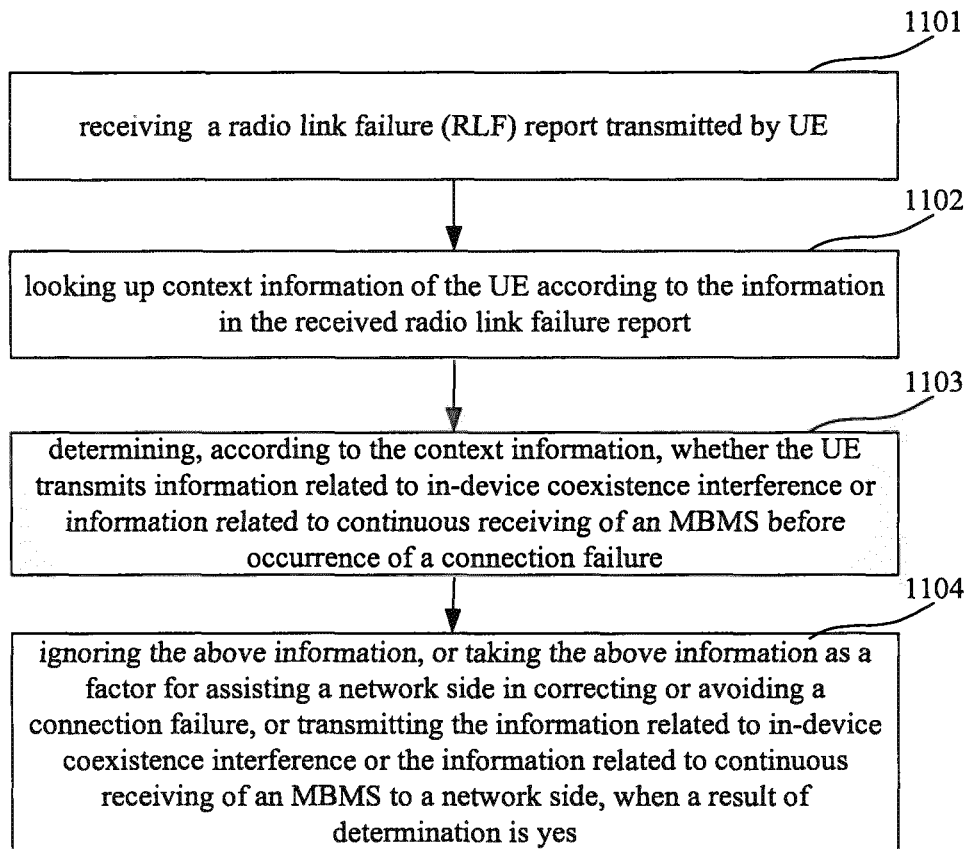 1101
receiving a radio link failure (RLF) report transmitted by UE
1102
looking up context information of the UE according to the information
in the received radio link failure report
1103
determining, according to the context information, whether the UE
transmits information related to in-device coexistence interference or
information related to continuous receiving of an MBMS before
occurrence of a connection failure
1104
ignoring the above information, or taking the above information as a
factor for assisting a network side in correcting or avoiding a
connection failure, or transmitting the information related to in-device
coexistence interference or the information related to continuous
receiving of an MBMS to a network side, when a result of
determination is yes